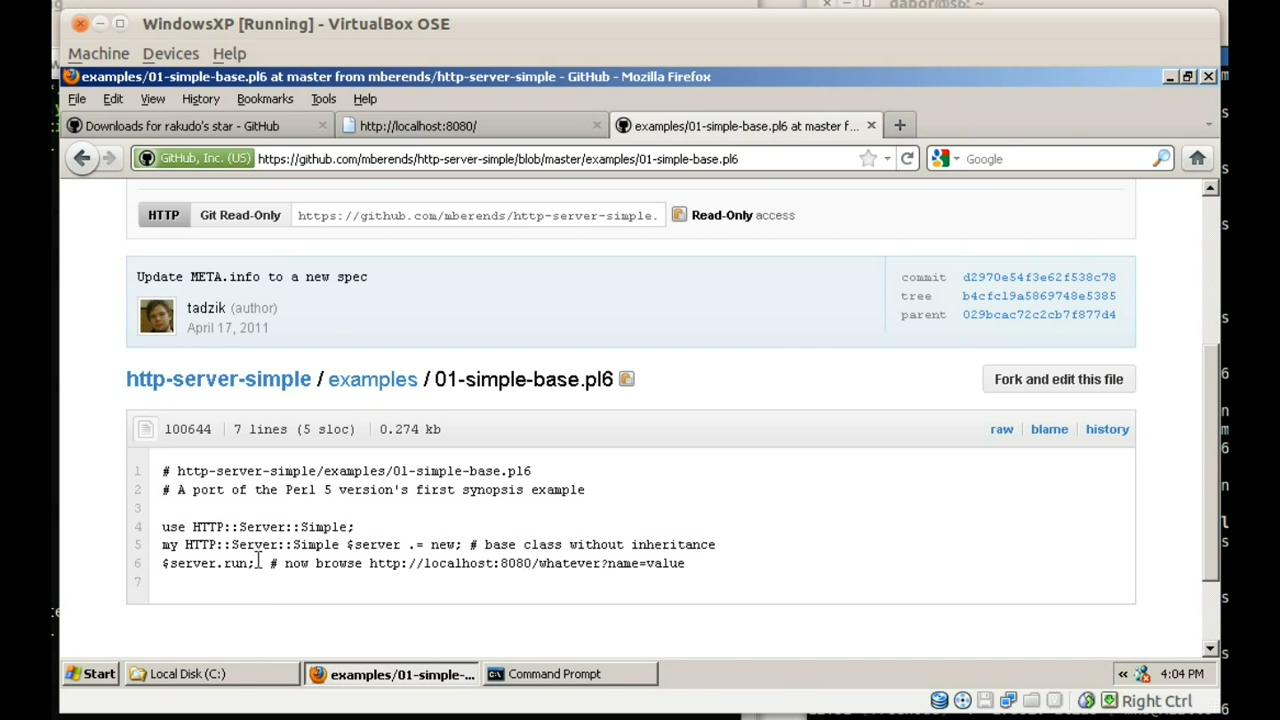 gabor@s6: ~
WindowsXP [Running] - VirtualBox OSE
Machine Devices Help
examples/01-simple-base.pl6 at master from mberends/http-server-simple - GitHub - Mozilla Firefox
File Edit View History Bookmarks Tools Help
Downloads for rakudo's star - GitHub http://localhost:8080/ examples/01-simple-base.pl6 at master f...
GitHub, Inc. (US) https://github.com/mberends/http-server-simple/blob/master/examples/01-simple-base.pl6 Google
HTTP Git Read-Only https://github.com/mberends/http-server-simple. Read-Only access
Update META.info to a new spec
commit d2970e54f3e62f538c78
tadzik (author)
tree b4cfc19a5869748e5385
April 17, 2011
parent 029bcac72c2cb7f877d4
http-server-simple / examples / 01-simple-base.pl6 Fork and edit this file
100644 7 lines (5 sloc) 0.274 kb raw blame history
1 # http-server-simple/examples/01-simple-base.pl6
2 # A port of the Perl 5 version's first synopsis example
3
4 use HTTP::Server::Simple;
5 my HTTP::Server::Simple $server .= new; # base class without inheritance
6 $server.run; # now browse http://localhost:8080/whatever?name=value
7
Start Local Disk (C:) examples/01-simple-... Command Prompt « 4:04 PM
Right Ctrl